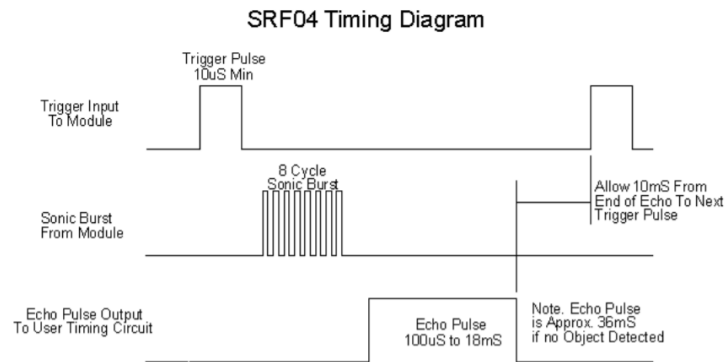 SRF04 Timing Diagram
Trigger Pulse
10uS Min
Trigger Input
To Module
8 Cycle
Sonic Burst
Allow 10mS From
End of Echo To Next
Trigger Pulse
Sonic Burst
From Module
Echo Pulse Output
To User Timing Circuit
Echo Pulse
100uS to 18mS
Note. Echo Pulse
is Approx. 36mS
if no Object Detected